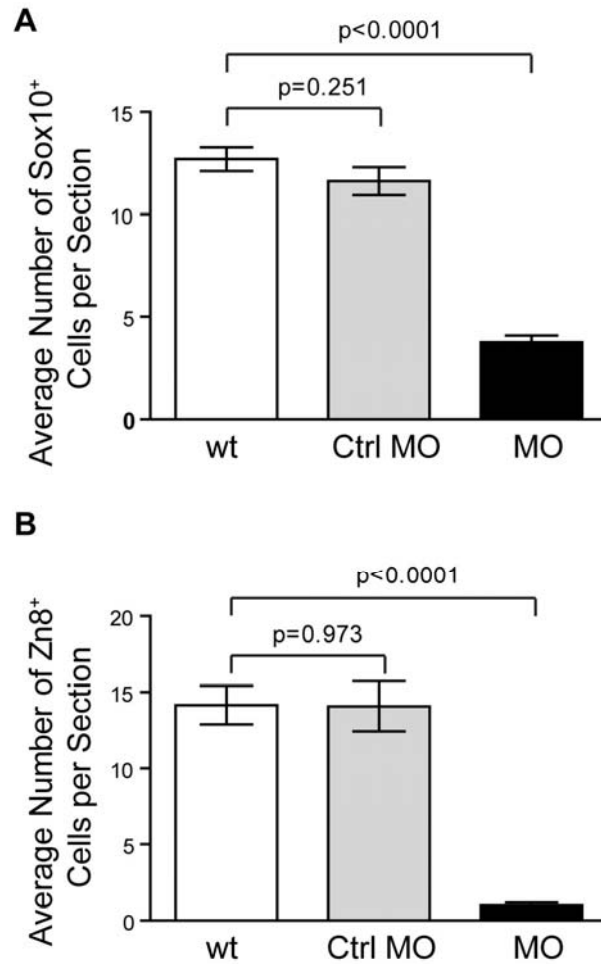 A
p<0.0001
p=0.251
Average Number of Sox10⁺
Cells per Section
15
10
5
0
wt Ctrl MO MO
B
p<0.0001
p=0.973
Average Number of Zn8⁺
Cells per Section
20
15
10
5
0
wt Ctrl MO MO